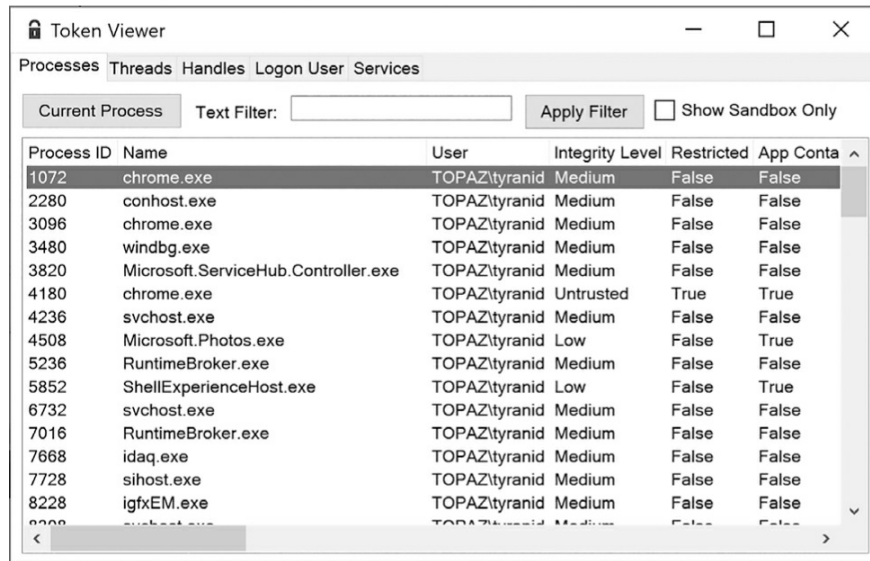 Token Viewer
Processes Threads Handles Logon User Services
Current Process Text Filter: Apply Filter Show Sandbox Only
Process ID Name User Integrity Level Restricted App Conta
1072 chrome.exe TOPAZ\tyranid Medium False False
2280 conhost.exe TOPAZ\tyranid Medium False False
3096 chrome.exe TOPAZ\tyranid Medium False False
3480 windbg.exe TOPAZ\tyranid Medium False False
3820 Microsoft.ServiceHub.Controller.exe TOPAZ\tyranid Medium False False
4180 chrome.exe TOPAZ\tyranid Untrusted True True
4236 svchost.exe TOPAZ\tyranid Medium False False
4508 Microsoft.Photos.exe TOPAZ\tyranid Low False True
5236 RuntimeBroker.exe TOPAZ\tyranid Medium False False
5852 ShellExperienceHost.exe TOPAZ\tyranid Low False True
6732 svchost.exe TOPAZ\tyranid Medium False False
7016 RuntimeBroker.exe TOPAZ\tyranid Medium False False
7668 idaq.exe TOPAZ\tyranid Medium False False
7728 sihost.exe TOPAZ\tyranid Medium False False
8228 igfxEM.exe TOPAZ\tyranid Medium False False